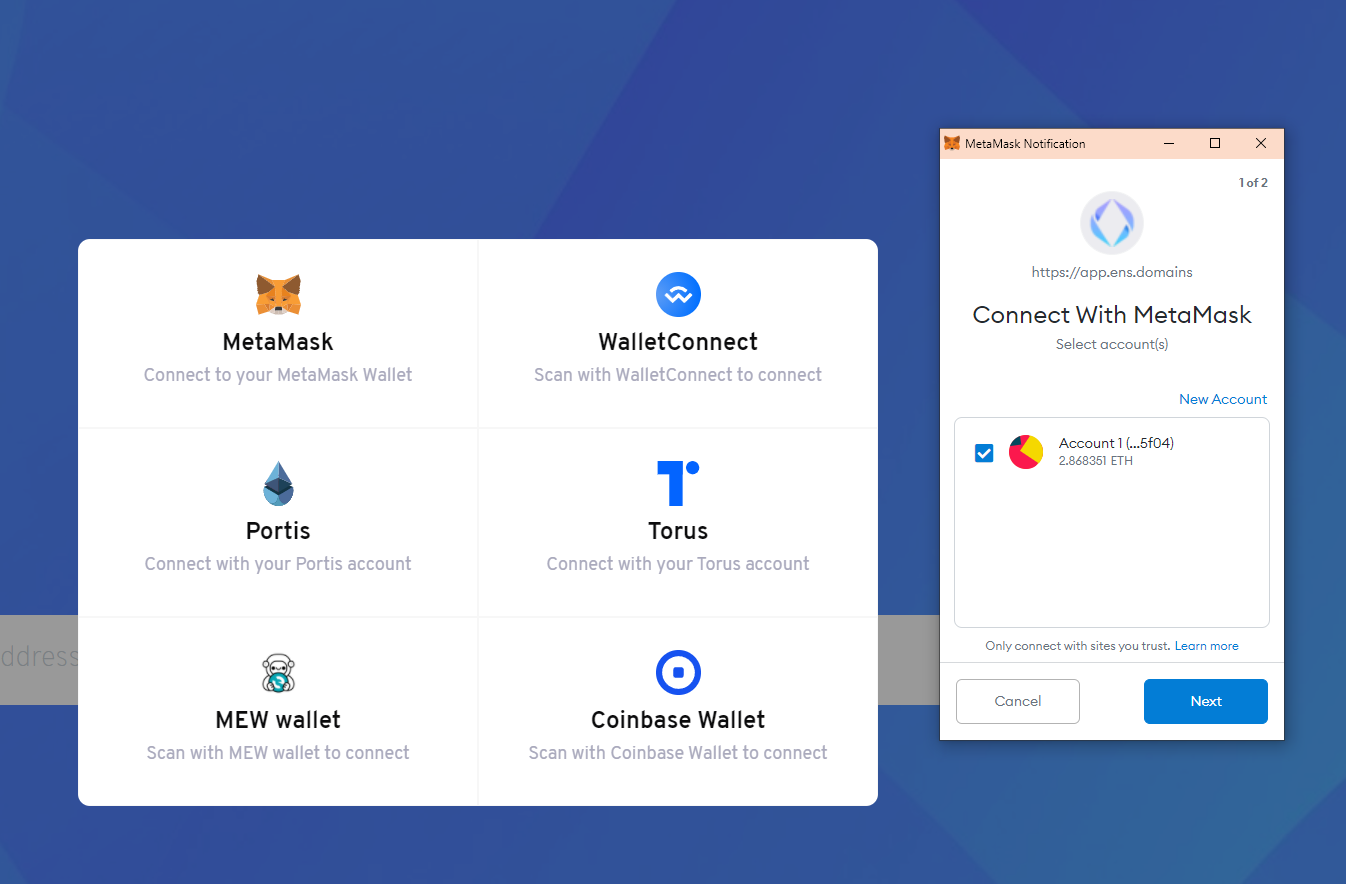 MetaMask
Connect to your MetaMask Wallet
WalletConnect
Scan with WalletConnect to connect
Portis
Connect with your Portis account
Torus
Connect with your Torus account
ddress
MEW wallet
Scan with MEW wallet to connect
Coinbase Wallet
Scan with Coinbase Wallet to connect
MetaMask Notification
1 of 2
https://app.ens.domains
Connect With MetaMask
Select account(s)
New Account
Account 1 (...5f04)
2.868351 ETH
Only connect with sites you trust. Learn more
Cancel
Next